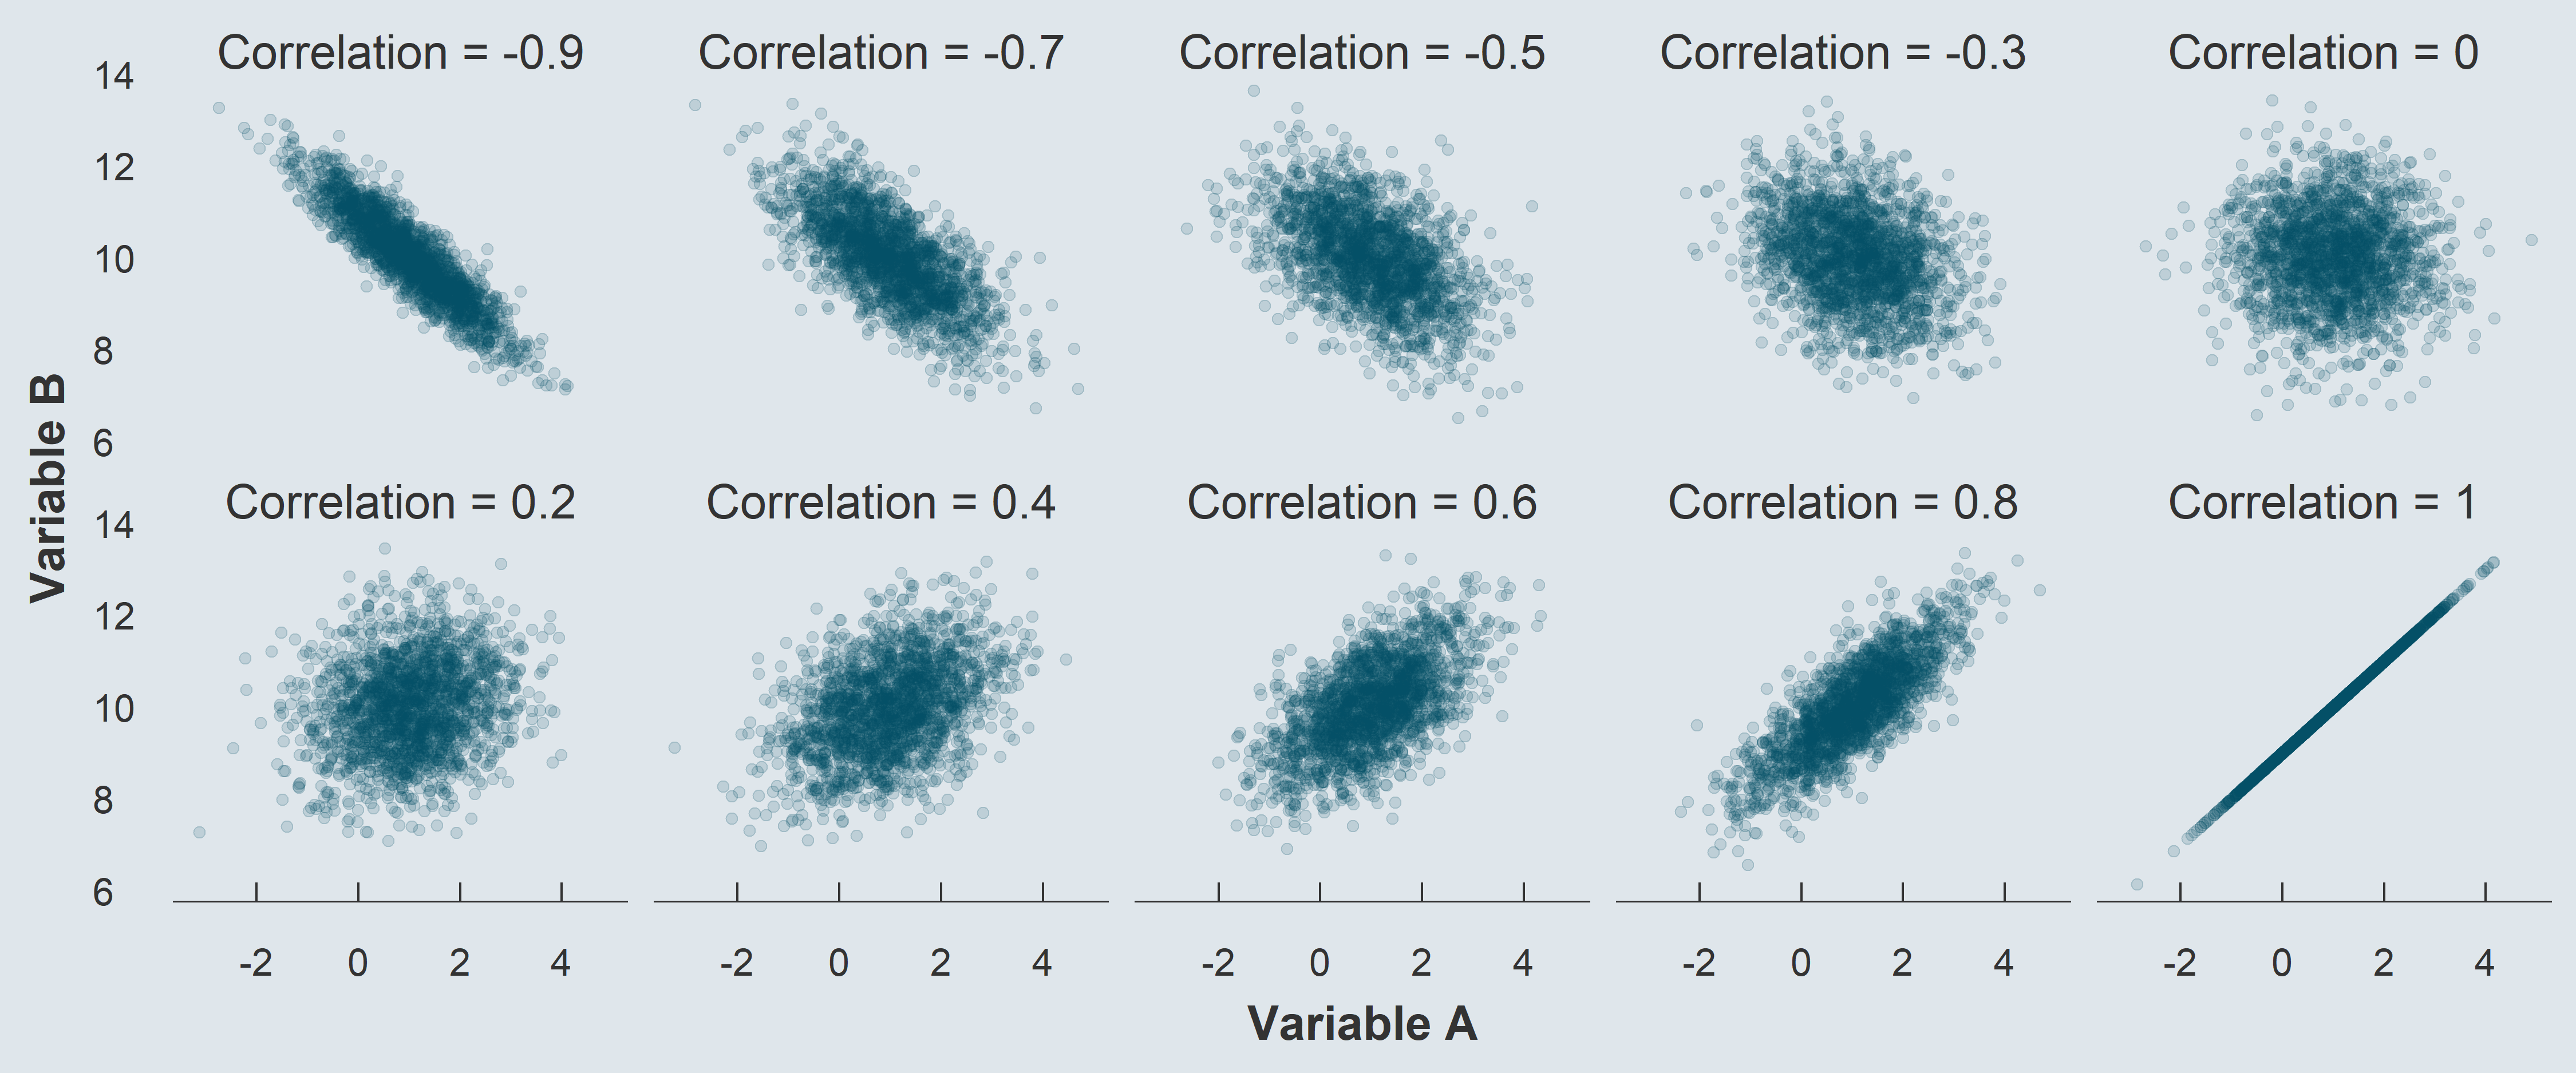 Correlation = -0.9 Correlation = -0.7 Correlation = -0.5 Correlation = -0.3 Correlation = 0
14
12
10
8
6
Variable B
Correlation = 0.2 Correlation = 0.4 Correlation = 0.6 Correlation = 0.8 Correlation = 1
14
12
10
8
6
-2 0 2 4 -2 0 2 4 -2 0 2 4 -2 0 2 4 -2 0 2 4
Variable A